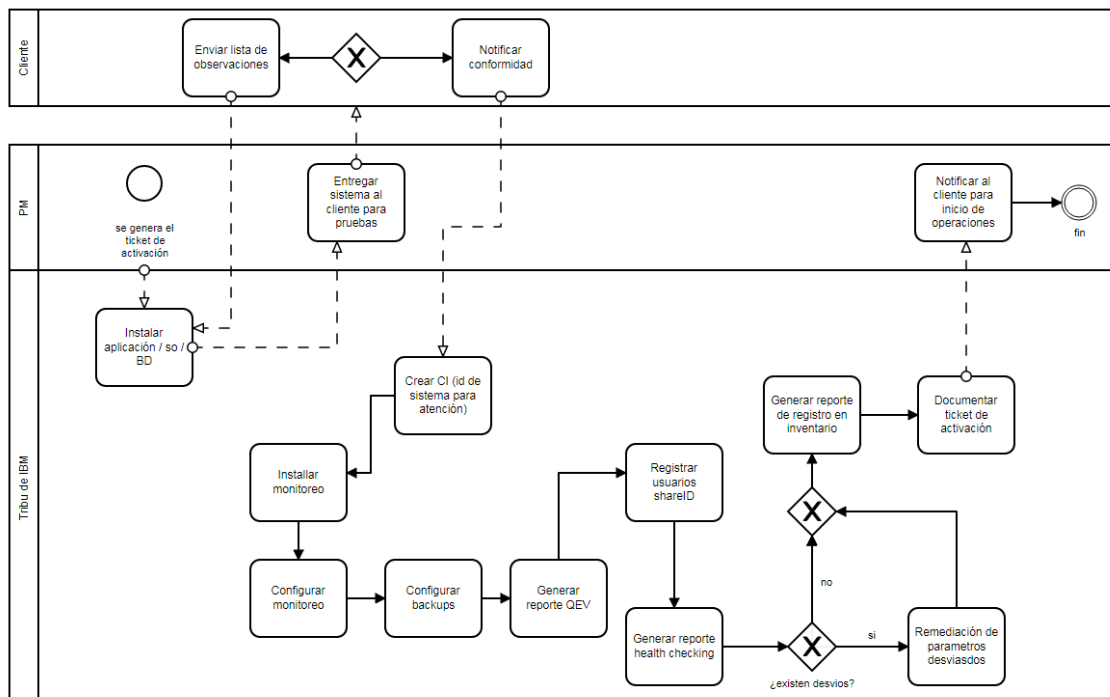 Cliente
Enviar lista de
observaciones
Notificar
conformidad
PM
se genera el
ticket de
activación
Entregar
sistema al
cliente para
pruebas
Notificar al
cliente para
inicio de
operaciones
fin
Tribu de IBM
Instalar
aplicación / so /
BD
Crear CI (id de
sistema para
atención)
Installar
monitoreo
Configurar
monitoreo
Configurar
backups
Generar
reporte QEV
Registrar
usuarios
shareID
Generar reporte
health checking
¿existen desvios?
no
si
Remediación de
parametros
desviasdos
Generar reporte
de registro en
inventario
Documentar
ticket de
activación